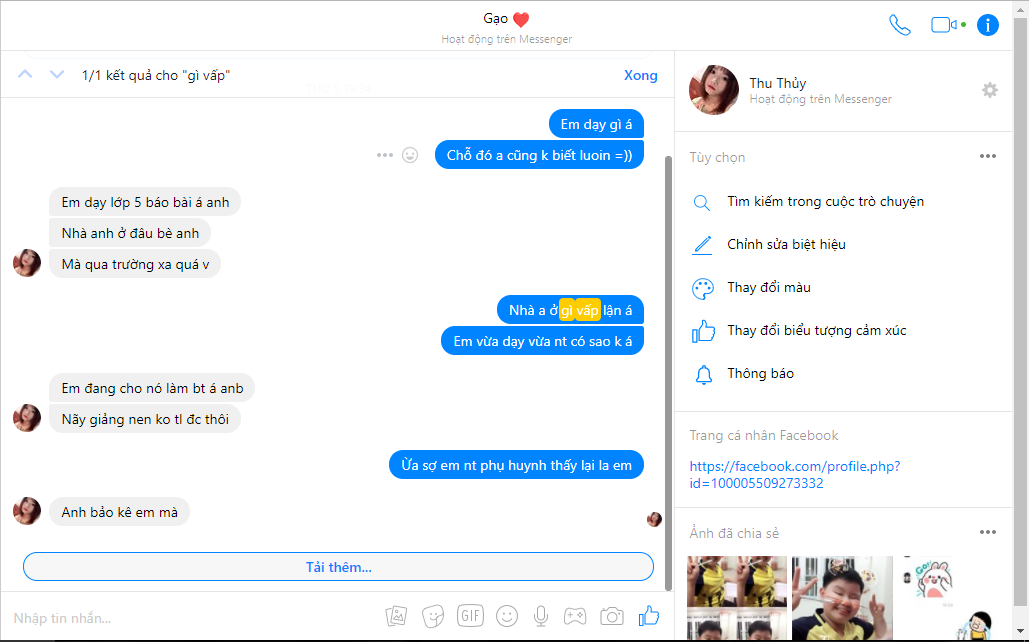 Gạo ❤️
Hoạt động trên Messenger
1/1 kết quả cho "gì vấp"
Xong
Em dạy gì á
Chỗ đó a cũng k biết luoin =))
Em dạy lớp 5 báo bài á anh
Nhà anh ở đâu bè anh
Mà qua trường xa quá v
Nhà a ở gì vấp lận á
Em vừa dạy vừa nt có sao k á
Em đang cho nó làm bt á anb
Nãy giảng nen ko tl đc thôi
Ừa sợ em nt phụ huynh thấy lại la em
Anh bảo kê em mà
Tải thêm...
Nhập tin nhắn...
GIF
Thu Thủy
Hoạt động trên Messenger
Tùy chọn
Tìm kiếm trong cuộc trò chuyện
Chỉnh sửa biệt hiệu
Thay đổi màu
Thay đổi biểu tượng cảm xúc
Thông báo
Trang cá nhân Facebook
https://facebook.com/profile.php?
id=100005509273332
Ảnh đã chia sẻ